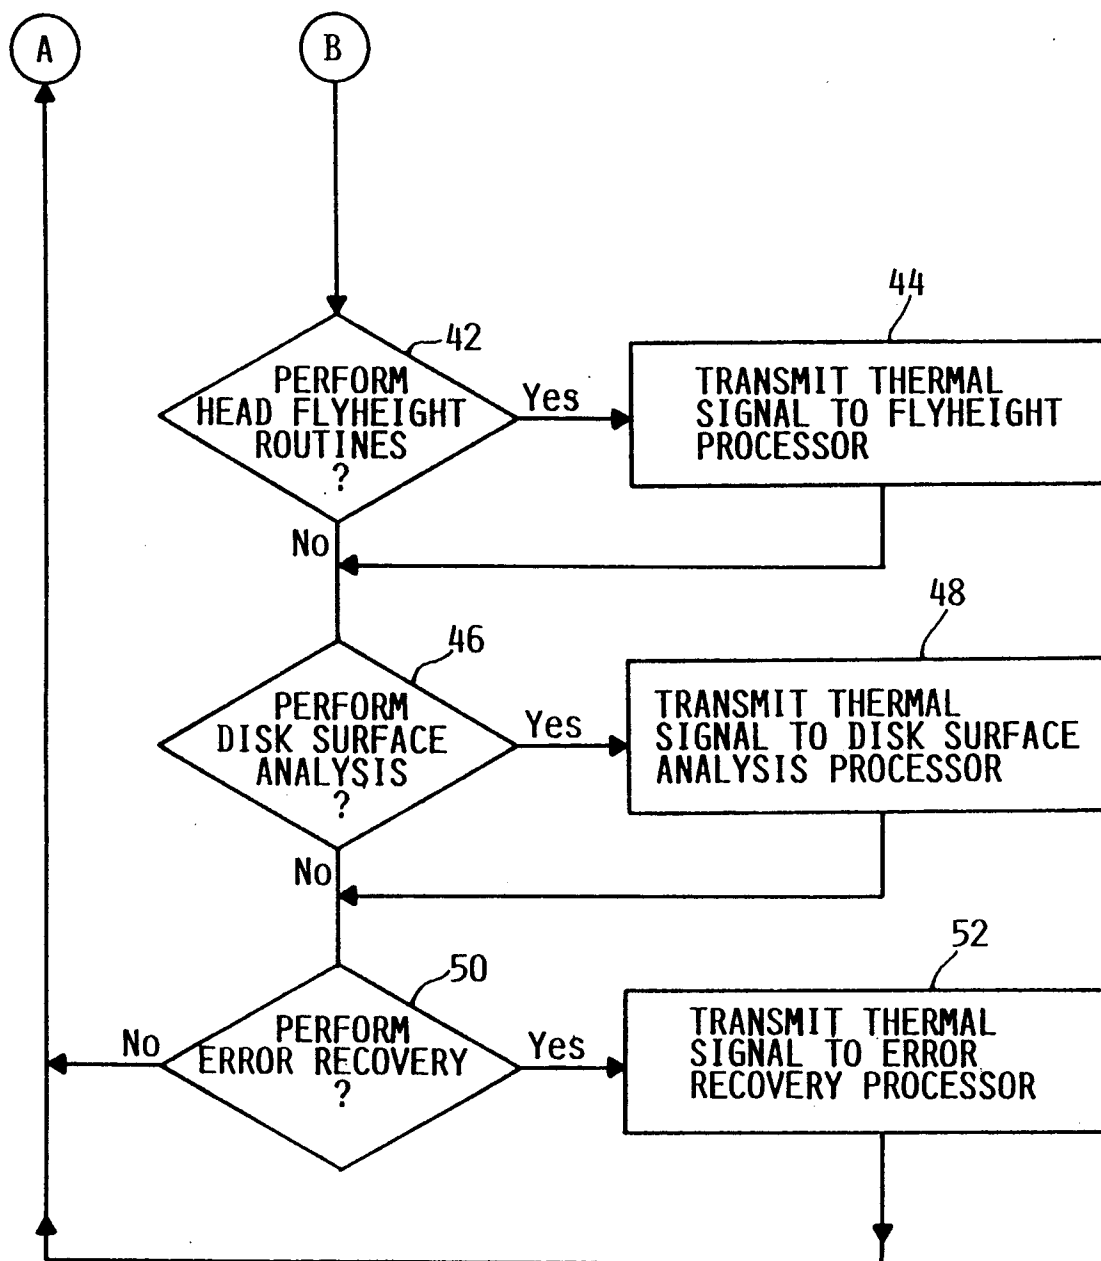 A
B
42
PERFORM
HEAD FLYHEIGHT
ROUTINES
?
Yes
No
44
TRANSMIT THERMAL
SIGNAL TO FLYHEIGHT
PROCESSOR
46
PERFORM
DISK SURFACE
ANALYSIS
?
Yes
No
48
TRANSMIT THERMAL
SIGNAL TO DISK SURFACE
ANALYSIS PROCESSOR
50
PERFORM
ERROR RECOVERY
?
No
Yes
52
TRANSMIT THERMAL
SIGNAL TO ERROR
RECOVERY PROCESSOR